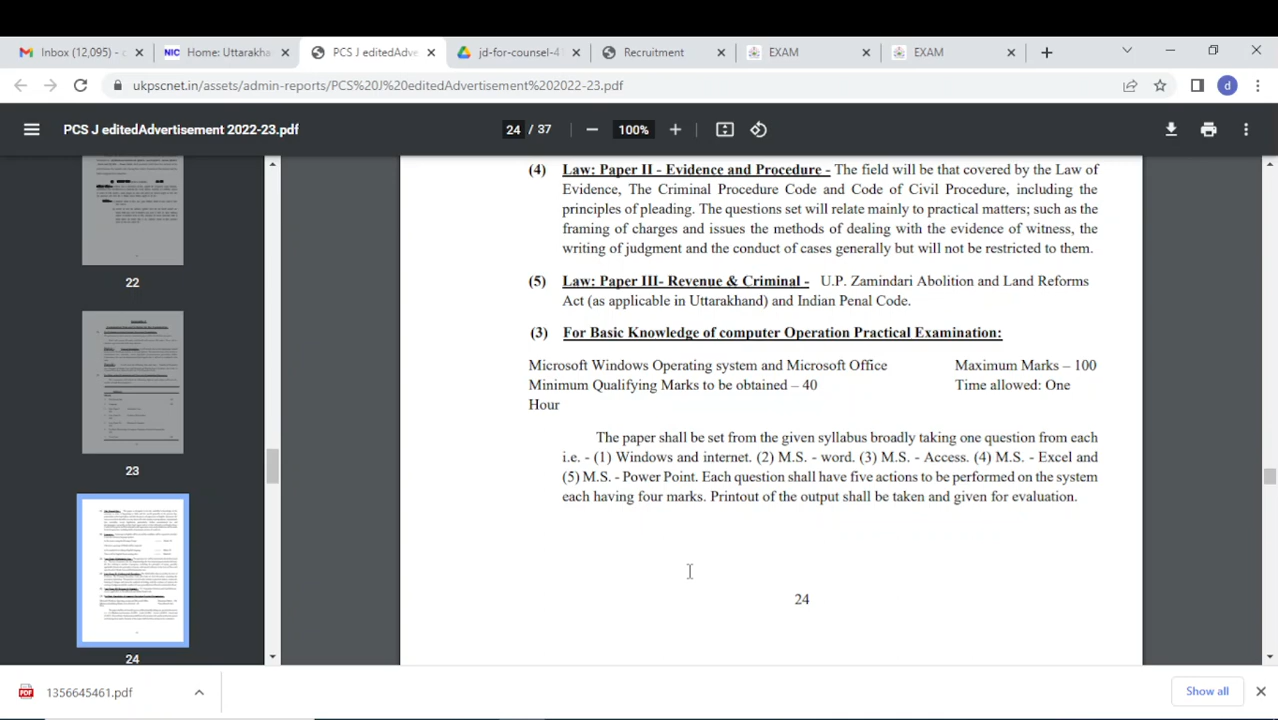 Inbox (12,095) - c
NIC Home: Uttarakha
PCS J editedAdve
jd-for-counsel-4
Recruitment
EXAM
EXAM
ukpscnet.in/assets/admin-reports/PCS%20J%20editedAdvertisement%202022-23.pdf
d
PCS J editedAdvertisement 2022-23.pdf
24 / 37
100%
22
23
24
(4) Law: Paper II - Evidence and Procedure - The field will be that covered by the Law of
Evidence, The Criminal Procedure Code and Code of Civil Procedure, including the
principles of pleading. The questions set will relate mainly to practical matters; such as the
framing of charges and issues the methods of dealing with the evidence of witness, the
writing of judgment and the conduct of cases generally but will not be restricted to them.
(5) Law: Paper III- Revenue & Criminal - U.P. Zamindari Abolition and Land Reforms
Act (as applicable in Uttarakhand) and Indian Penal Code.
(3) For Basic Knowledge of computer Operation Practical Examination:
Microsoft Windows Operating system and Microsoft Office Maximum Marks – 100
Minimum Qualifying Marks to be obtained – 40 Time allowed: One
Hour
The paper shall be set from the given syllabus broadly taking one question from each
i.e. - (1) Windows and internet. (2) M.S. - word. (3) M.S. - Access. (4) M.S. - Excel and
(5) M.S. - Power Point. Each question shall have five actions to be performed on the system
each having four marks. Printout of the output shall be taken and given for evaluation.
24
PDF 1356645461.pdf
Show all